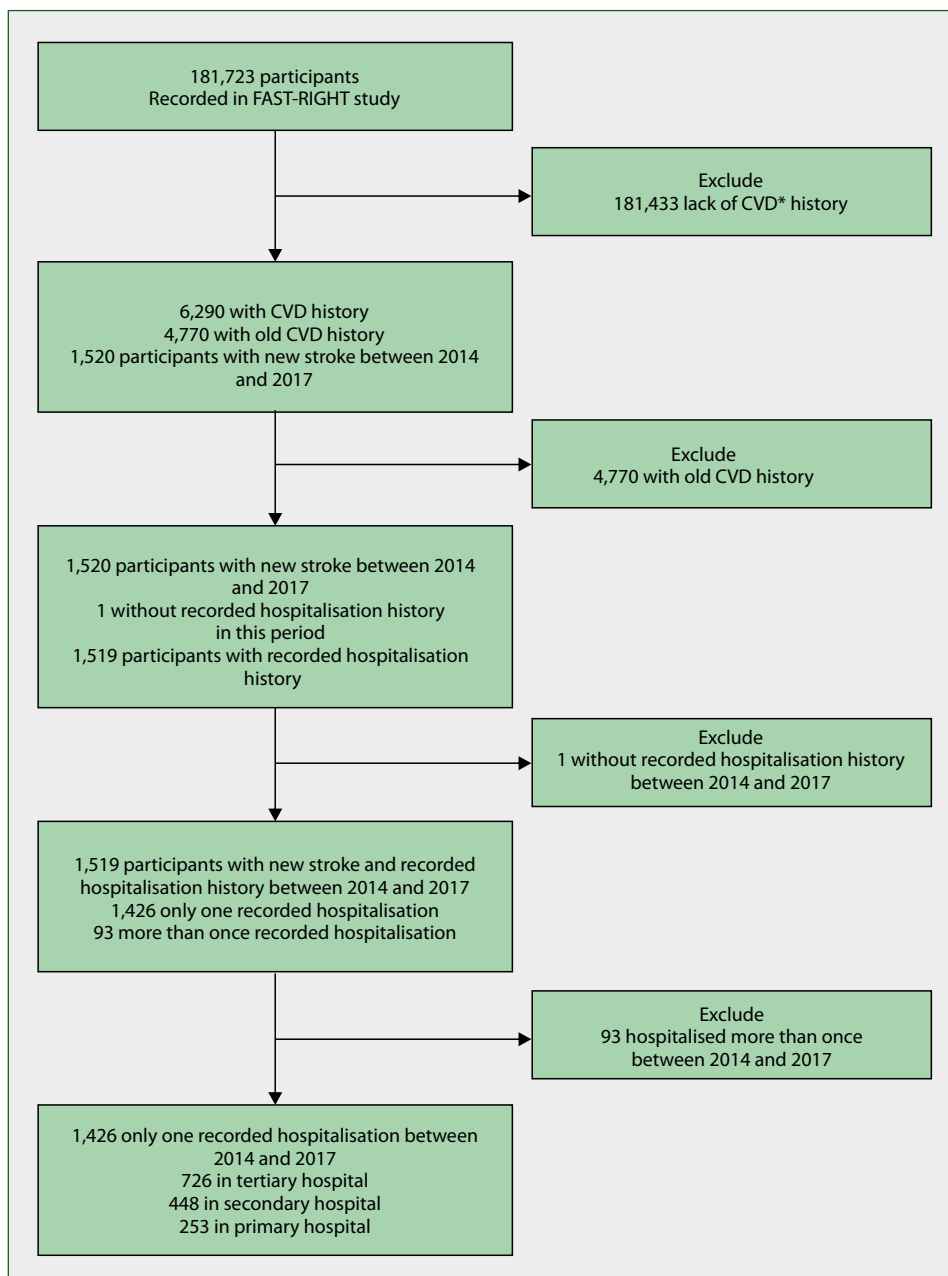 181,723 participants
Recorded in FAST-RIGHT study
Exclude
181,433 lack of CVD* history
6,290 with CVD history
4,770 with old CVD history
1,520 participants with new stroke between 2014
and 2017
Exclude
4,770 with old CVD history
1,520 participants with new stroke between 2014
and 2017
1 without recorded hospitalisation history
in this period
1,519 participants with recorded hospitalisation
history
Exclude
1 without recorded hospitalisation history
between 2014 and 2017
1,519 participants with new stroke and recorded
hospitalisation history between 2014 and 2017
1,426 only one recorded hospitalisation
93 more than once recorded hospitalisation
Exclude
93 hospitalised more than once
between 2014 and 2017
1,426 only one recorded hospitalisation between
2014 and 2017
726 in tertiary hospital
448 in secondary hospital
253 in primary hospital